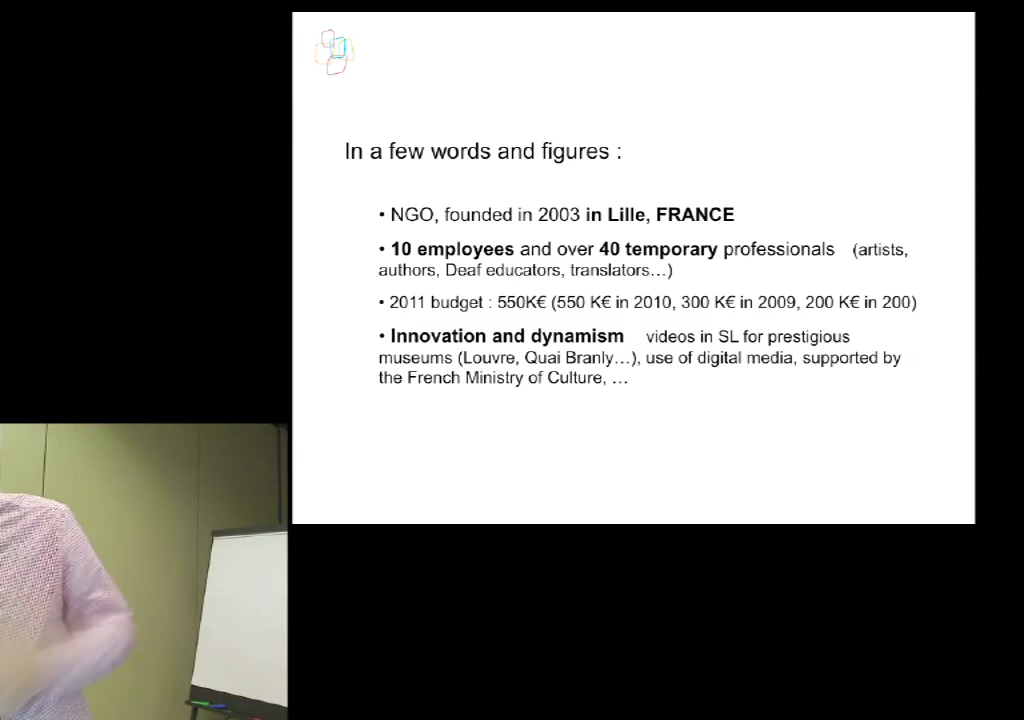 In a few words and figures :
• NGO, founded in 2003 in Lille, FRANCE
• 10 employees and over 40 temporary professionals (artists,
authors, Deaf educators, translators…)
• 2011 budget : 550K€ (550 K€ in 2010, 300 K€ in 2009, 200 K€ in 200)
• Innovation and dynamism videos in SL for prestigious
museums (Louvre, Quai Branly…), use of digital media, supported by
the French Ministry of Culture, …